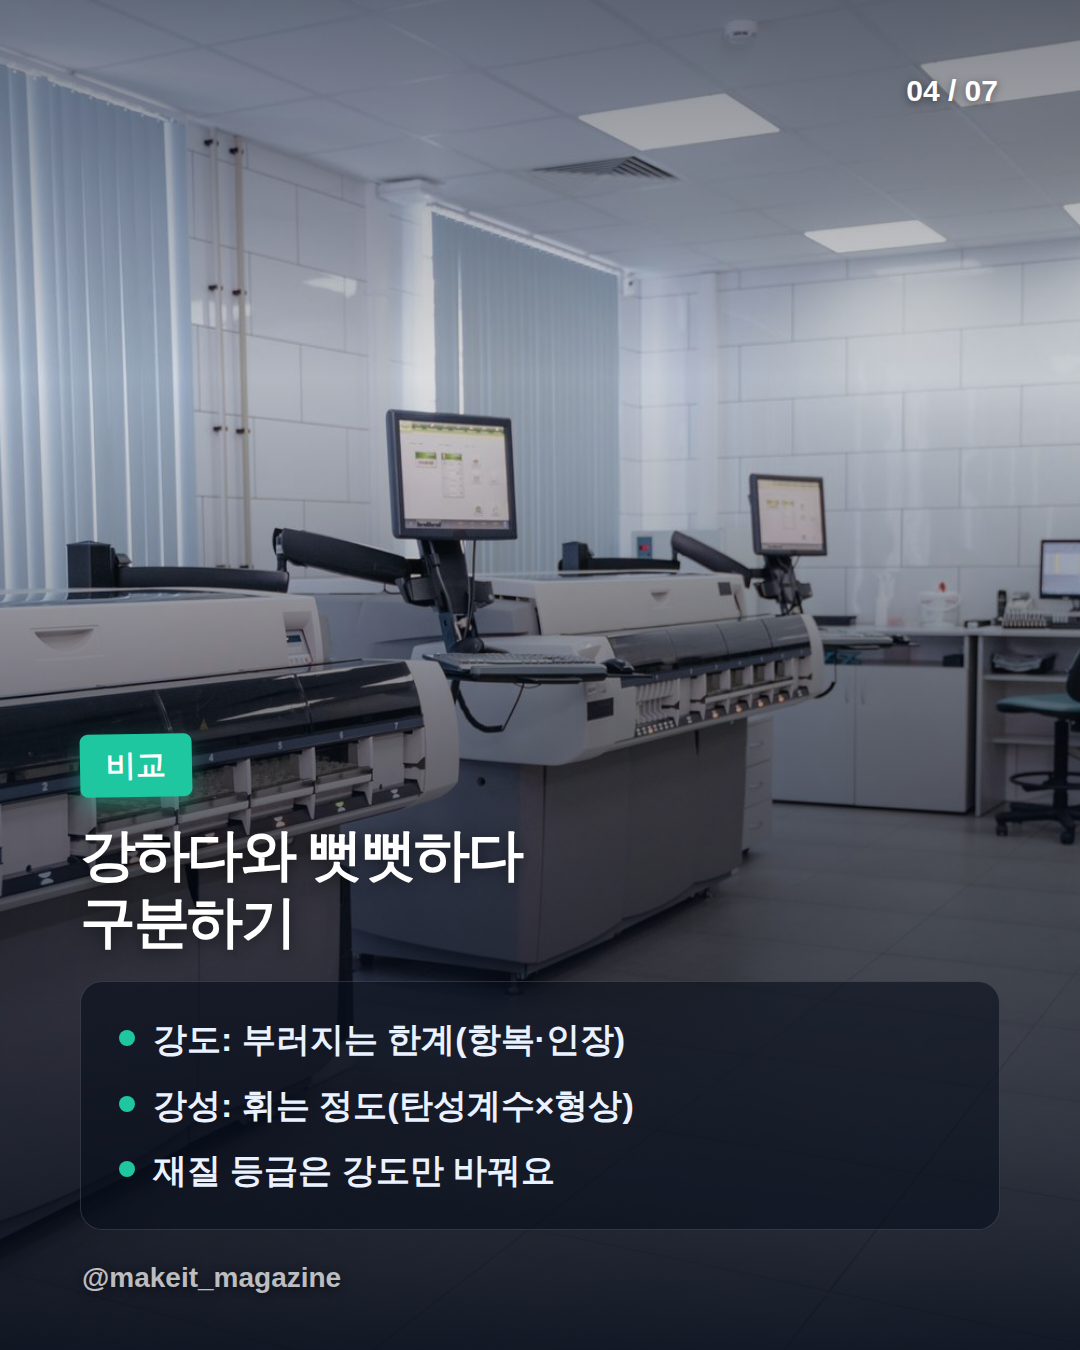 04 / 07
비교
강하다와 뻣뻣하다
구분하기
강도: 부러지는 한계(항복·인장)
강성: 휘는 정도(탄성계수×형상)
재질 등급은 강도만 바꿔요
@makeit_magazine